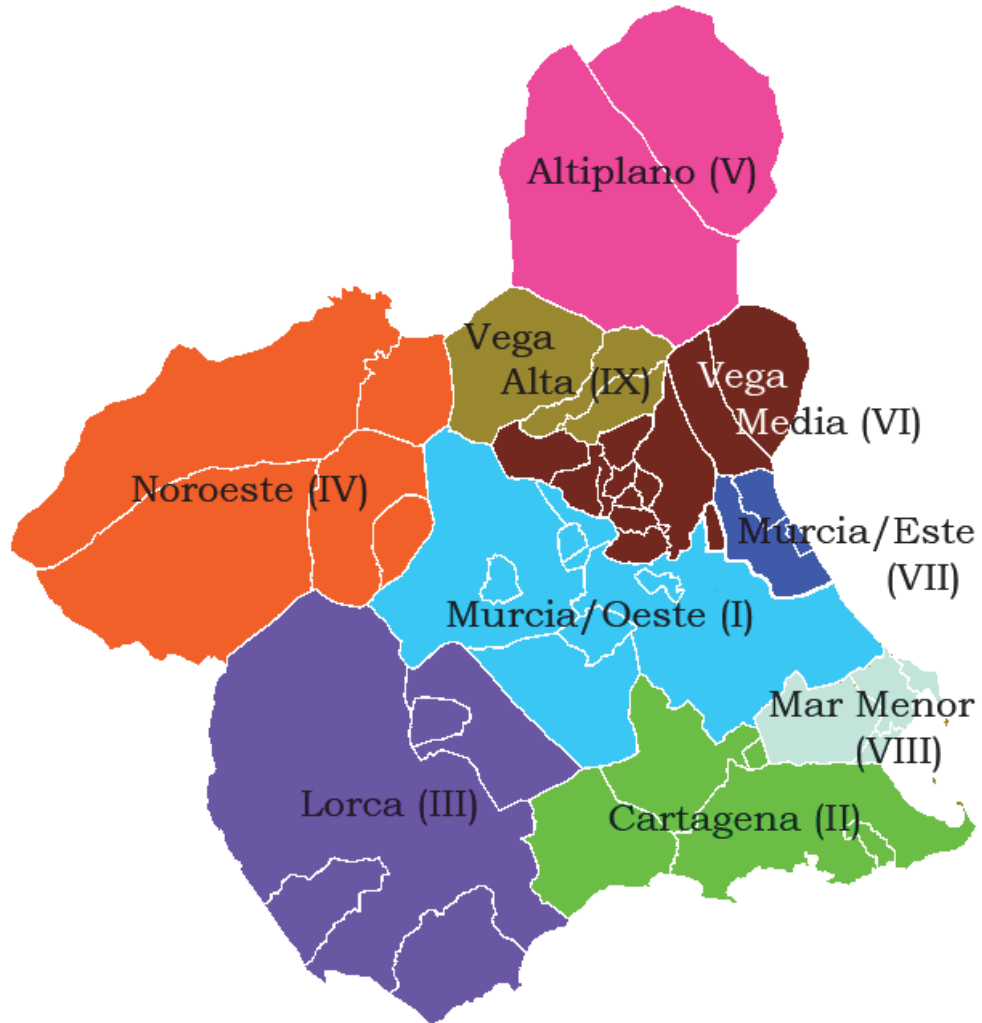 Altiplano (V)
Vega
Alta (IX)
Vega
Media (VI)
Noroeste (IV)
Murcia/Este
(VII)
Murcia/Oeste (I)
Mar Menor
(VIII)
Lorca (III)
Cartagena (II)